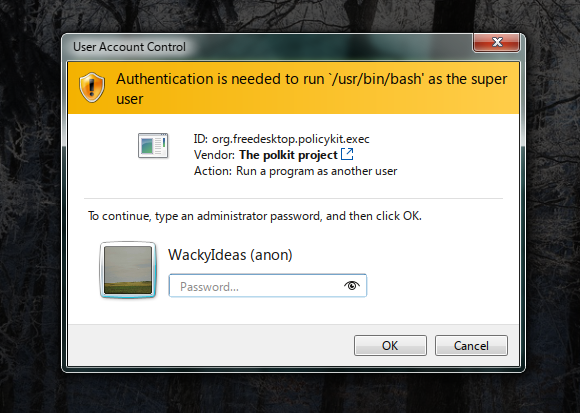 User Account Control
Authentication is needed to run `/usr/bin/bash' as the super
user
ID: org.freedesktop.policykit.exec
Vendor: The polkit project
Action: Run a program as another user
To continue, type an administrator password, and then click OK.
WackyIdeas (anon)
Password...
OK
Cancel